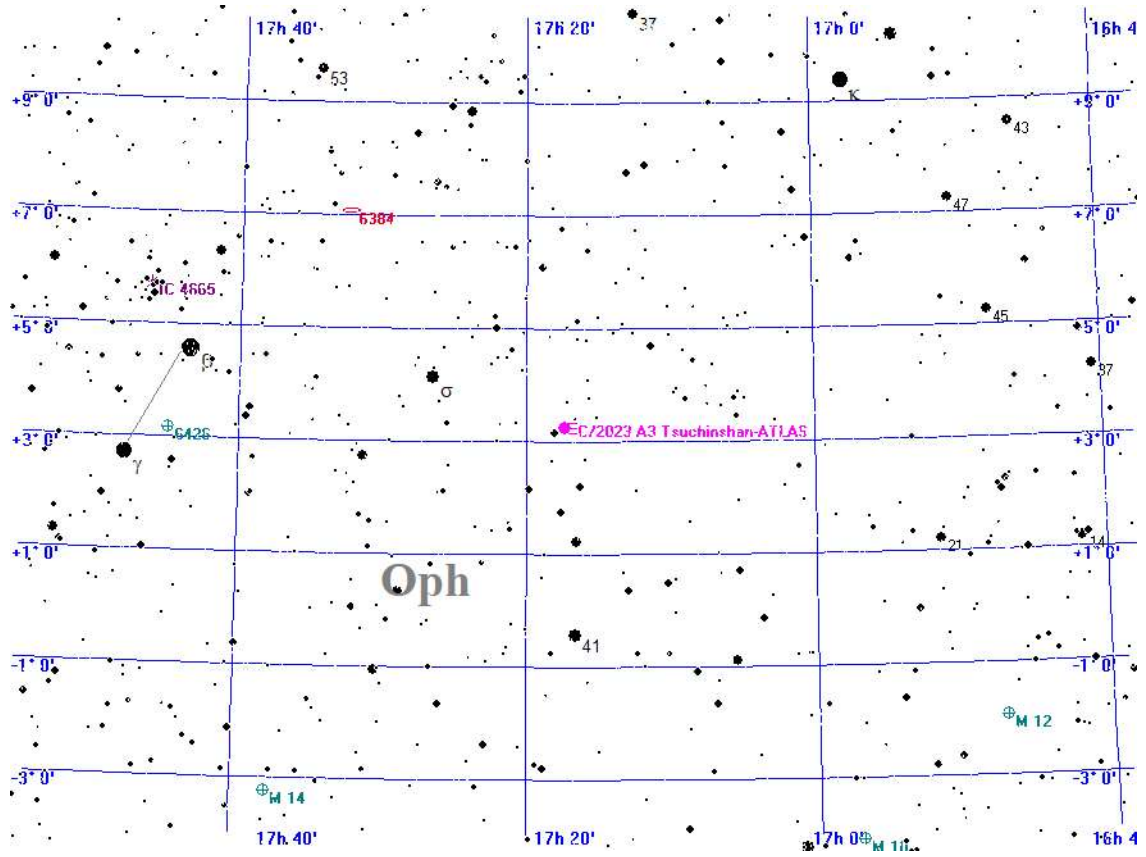 17h 40' 17h 20' 17h 0' 16h 4
37
53
κ
+9° 0' +9° 0'
43
47
+7° 0' +7° 0'
6384
IC 4665
45
+5° 0' +5° 0'
β
37
σ
6426
C/2023 A3 Tsuchinshan-ATLAS
+3° 0' +3° 0'
γ
21
14
+1° 0' +1° 0'
Oph
41
-1° 0' -1° 0'
M 12
-3° 0' -3° 0'
M 14
17h 40' 17h 20' 17h 0' M 10 16h 4